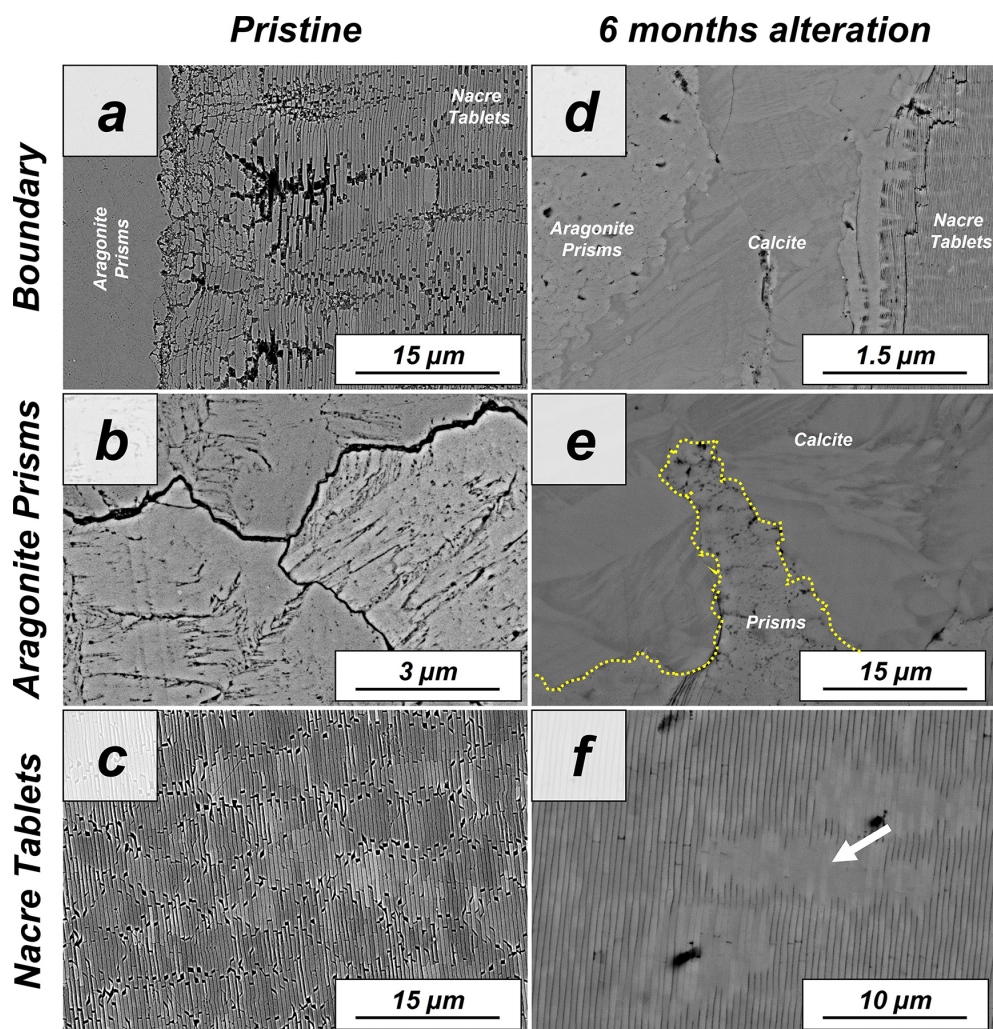 Pristine
6 months alteration
Boundary
a
Nacre
Tablets
Aragonite
Prisms
15 µm
d
Aragonite
Prisms
Calcite
Nacre
Tablets
1.5 µm
Aragonite Prisms
b
3 µm
e
Calcite
Prisms
15 µm
Nacre Tablets
c
15 µm
f
10 µm